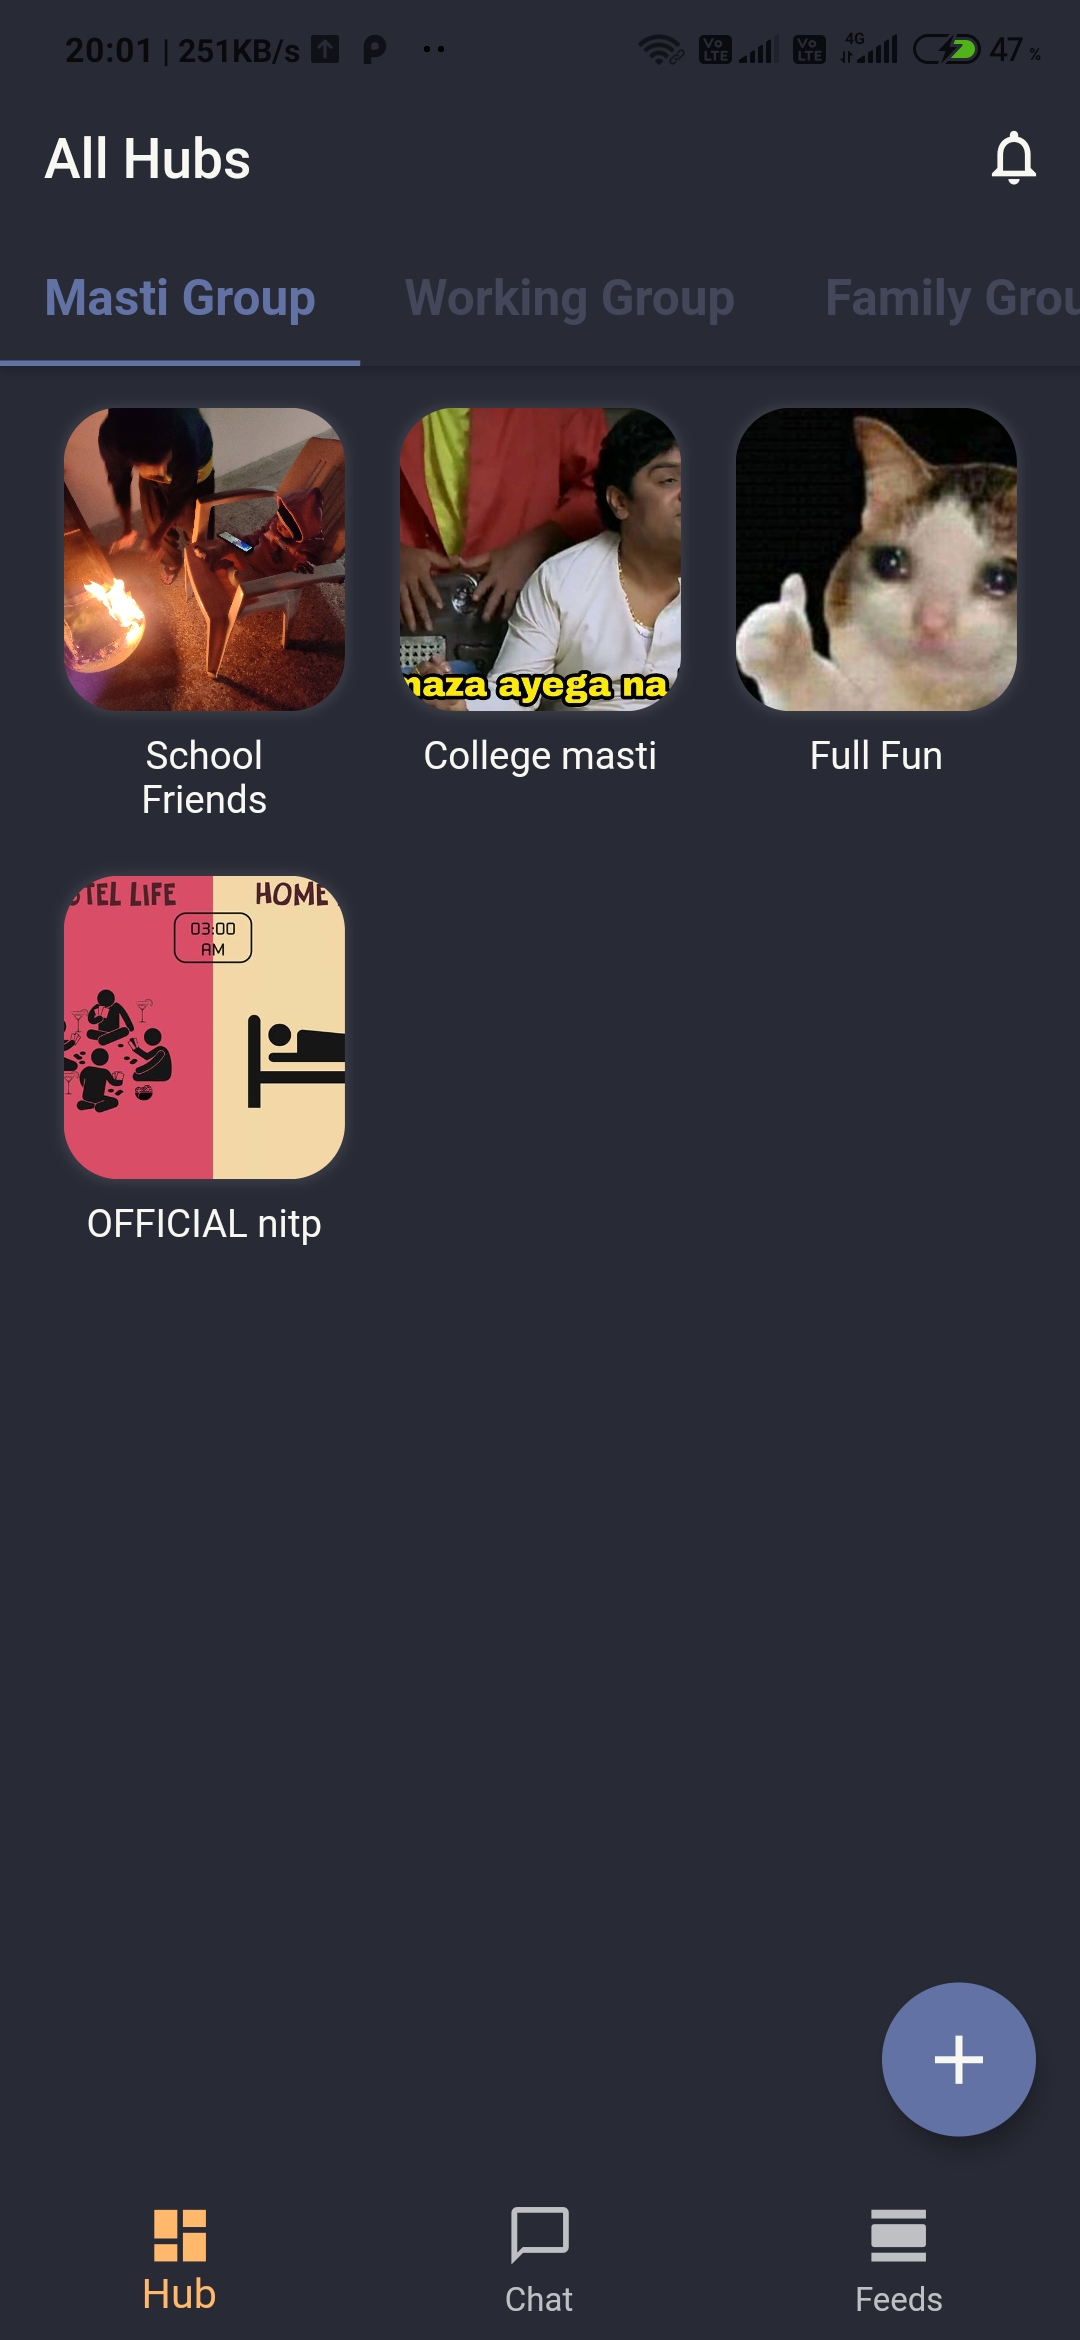 20:01 | 251KB/s
Vo LTE
Vo LTE
4G
47 %
All Hubs
Masti Group
Working Group
Family Grou
maza ayega na
School
Friends
College masti
Full Fun
TEL LIFE
HOME
03:00
AM
OFFICIAL nitp
Hub
Chat
Feeds